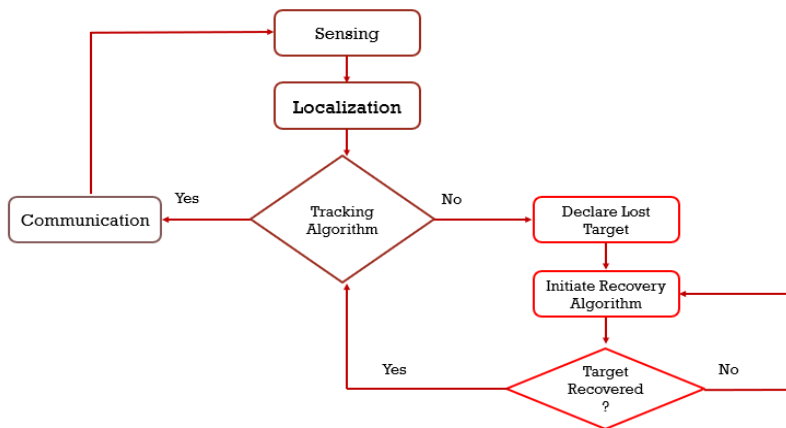 Sensing
Localization
Yes
Communication
Tracking
Algorithm
No
Declare Lost
Target
Initiate Recovery
Algorithm
Yes
Target
Recovered
?
No